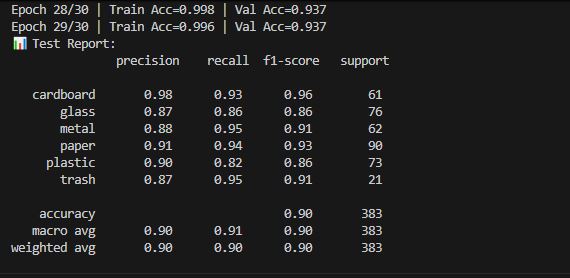 Epoch 28/30 | Train Acc=0.998 | Val Acc=0.937
Epoch 29/30 | Train Acc=0.996 | Val Acc=0.937
📊 Test Report:
precision recall f1-score support
cardboard 0.98 0.93 0.96 61
glass 0.87 0.86 0.86 76
metal 0.88 0.95 0.91 62
paper 0.91 0.94 0.93 90
plastic 0.90 0.82 0.86 73
trash 0.87 0.95 0.91 21
accuracy 0.90 383
macro avg 0.90 0.91 0.90 383
weighted avg 0.90 0.90 0.90 383